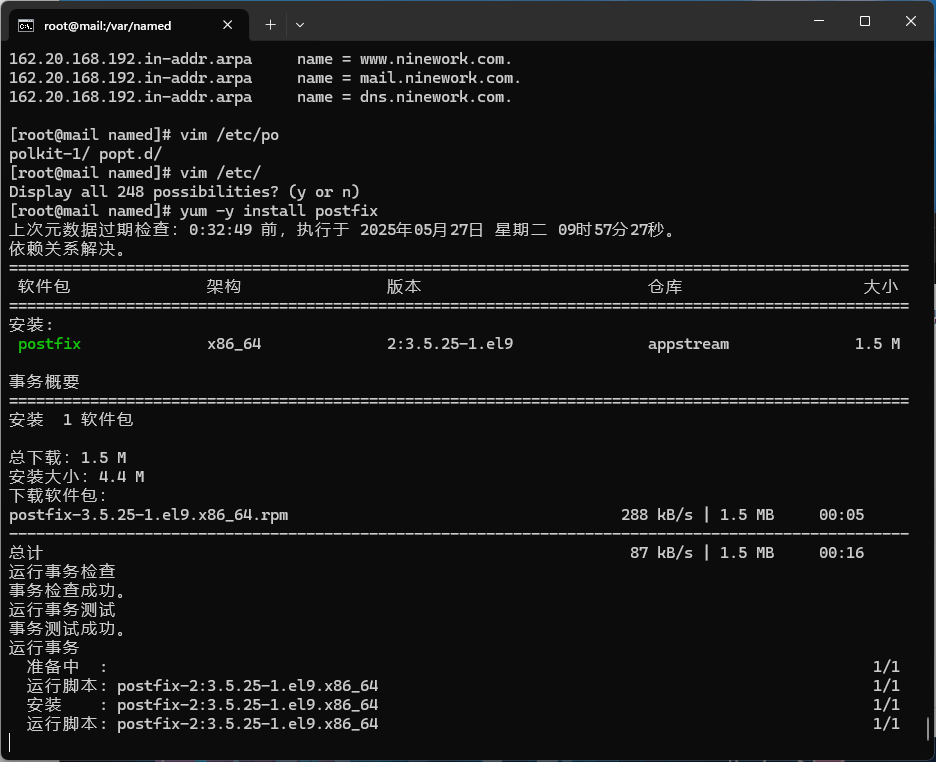 root@mail:/var/named
162.20.168.192.in-addr.arpa     name = www.ninework.com.
162.20.168.192.in-addr.arpa     name = mail.ninework.com.
162.20.168.192.in-addr.arpa     name = dns.ninework.com.
[root@mail named]# vim /etc/po
polkit-1/ popt.d/
[root@mail named]# vim /etc/
Display all 248 possibilities? (y or n)
[root@mail named]# yum -y install postfix
上次元数据过期检查：0:32:49 前，执行于 2025年05月27日 星期二 09时57分27秒。
依赖关系解决。
================================================================================
软件包 架构 版本 仓库 大小
================================================================================
安装:
postfix x86_64 2:3.5.25-1.el9 appstream 1.5 M
事务概要
================================================================================
安装  1 软件包
总下载：1.5 M
安装大小：4.4 M
下载软件包：
postfix-3.5.25-1.el9.x86_64.rpm 288 kB/s | 1.5 MB     00:05
--------------------------------------------------------------------------------
总计 87 kB/s | 1.5 MB     00:16
运行事务检查
事务检查成功。
运行事务测试
事务测试成功。
运行事务
准备中  : 1/1
运行脚本: postfix-2:3.5.25-1.el9.x86_64 1/1
安装    : postfix-2:3.5.25-1.el9.x86_64 1/1
运行脚本: postfix-2:3.5.25-1.el9.x86_64 1/1